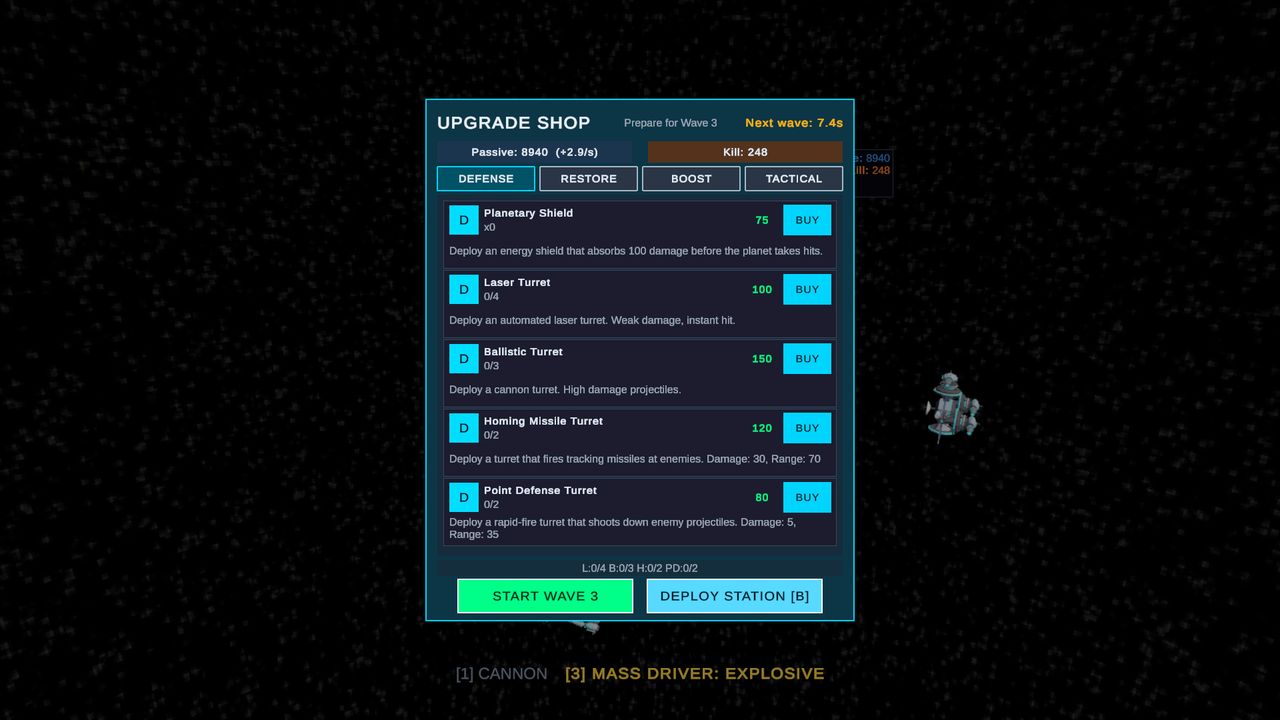 UPGRADE SHOP Prepare for Wave 3 Next wave: 7.4s
Passive: 8940 (+2.9/s) Kill: 248
e: 8940
ill: 248
DEFENSE RESTORE BOOST TACTICAL
D Planetary Shield 75 BUY
x0
Deploy an energy shield that absorbs 100 damage before the planet takes hits.
D Laser Turret 100 BUY
0/4
Deploy an automated laser turret. Weak damage, instant hit.
D Ballistic Turret 150 BUY
0/3
Deploy a cannon turret. High damage projectiles.
D Homing Missile Turret 120 BUY
0/2
Deploy a turret that fires tracking missiles at enemies. Damage: 30, Range: 70
D Point Defense Turret 80 BUY
0/2
Deploy a rapid-fire turret that shoots down enemy projectiles. Damage: 5,
Range: 35
L:0/4 B:0/3 H:0/2 PD:0/2
START WAVE 3 DEPLOY STATION [B]
[1] CANNON [3] MASS DRIVER: EXPLOSIVE